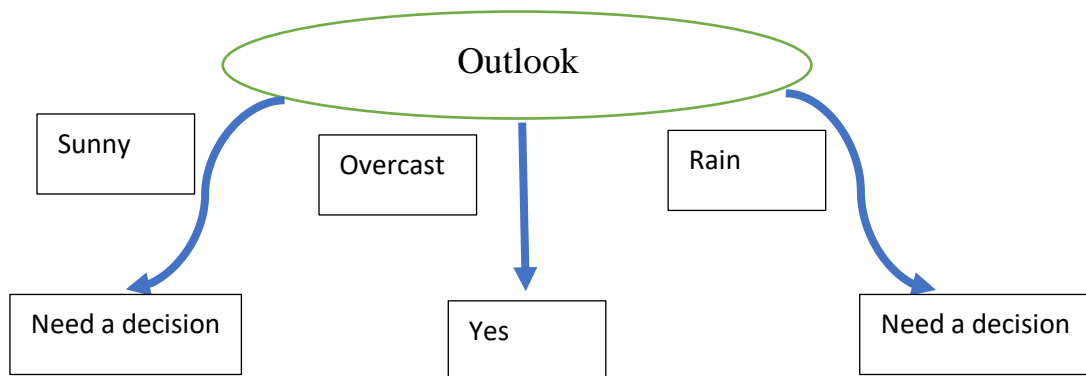 Outlook
Sunny
Overcast
Rain
Need a decision
Yes
Need a decision